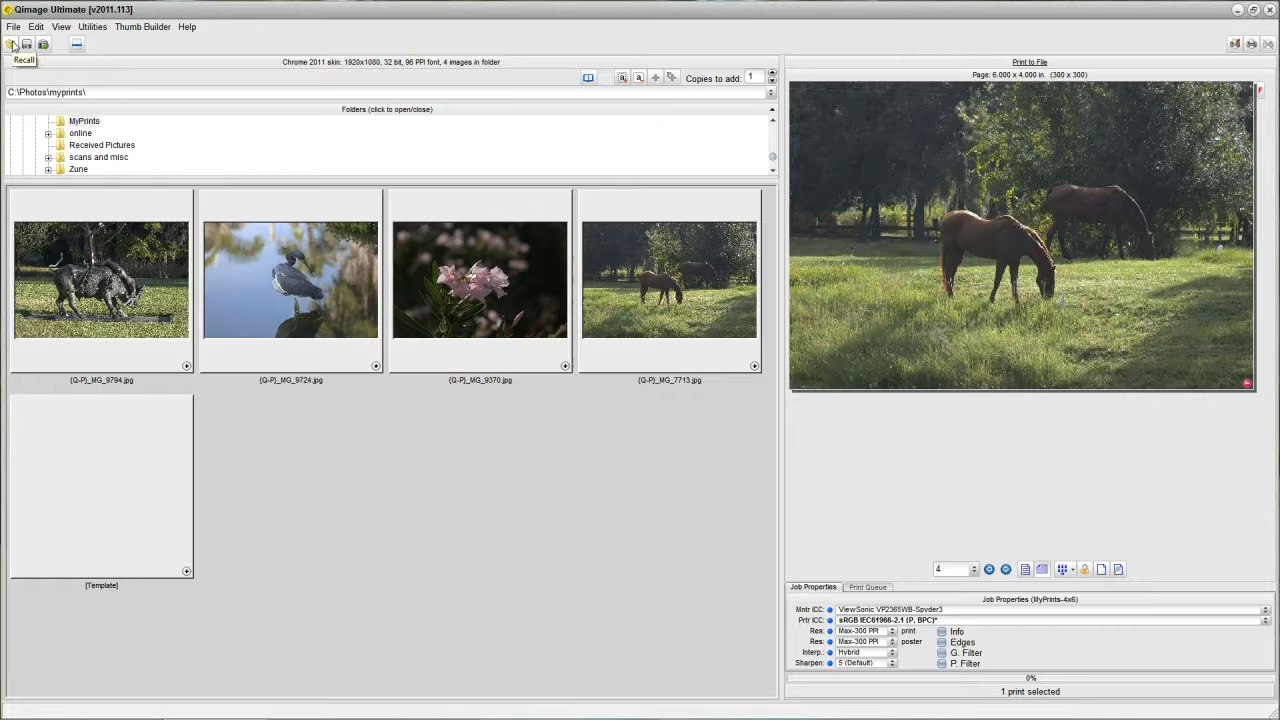 Qimage Ultimate [v2011.113]
File Edit View Utilities Thumb Builder Help
Recall
Chrome 2011 skin: 1920x1080, 32 bit, 96 PPI font, 4 images in folder
Copies to add: 1
C:\Photos\myprints\
Folders (click to open/close)
MyPrints
online
Received Pictures
scans and misc
Zune
{Q-P}_MG_9794.jpg
{Q-P}_MG_9724.jpg
{Q-P}_MG_9370.jpg
{Q-P}_MG_7713.jpg
[Template]
Print to File
Page: 6.000 x 4.000 in. (300 x 300)
4
Job Properties Print Queue
Job Properties (MyPrints-4x6)
Mntr ICC: ViewSonic VP2365WB-Spyder3
Prtr ICC: sRGB IEC61966-2.1 (P, BPC)*
Res: Max-300 PPI print Info
Res: Max-300 PPI poster Edges
Interp.: Hybrid G. Filter
Sharpen: 5 (Default) P. Filter
0%
1 print selected